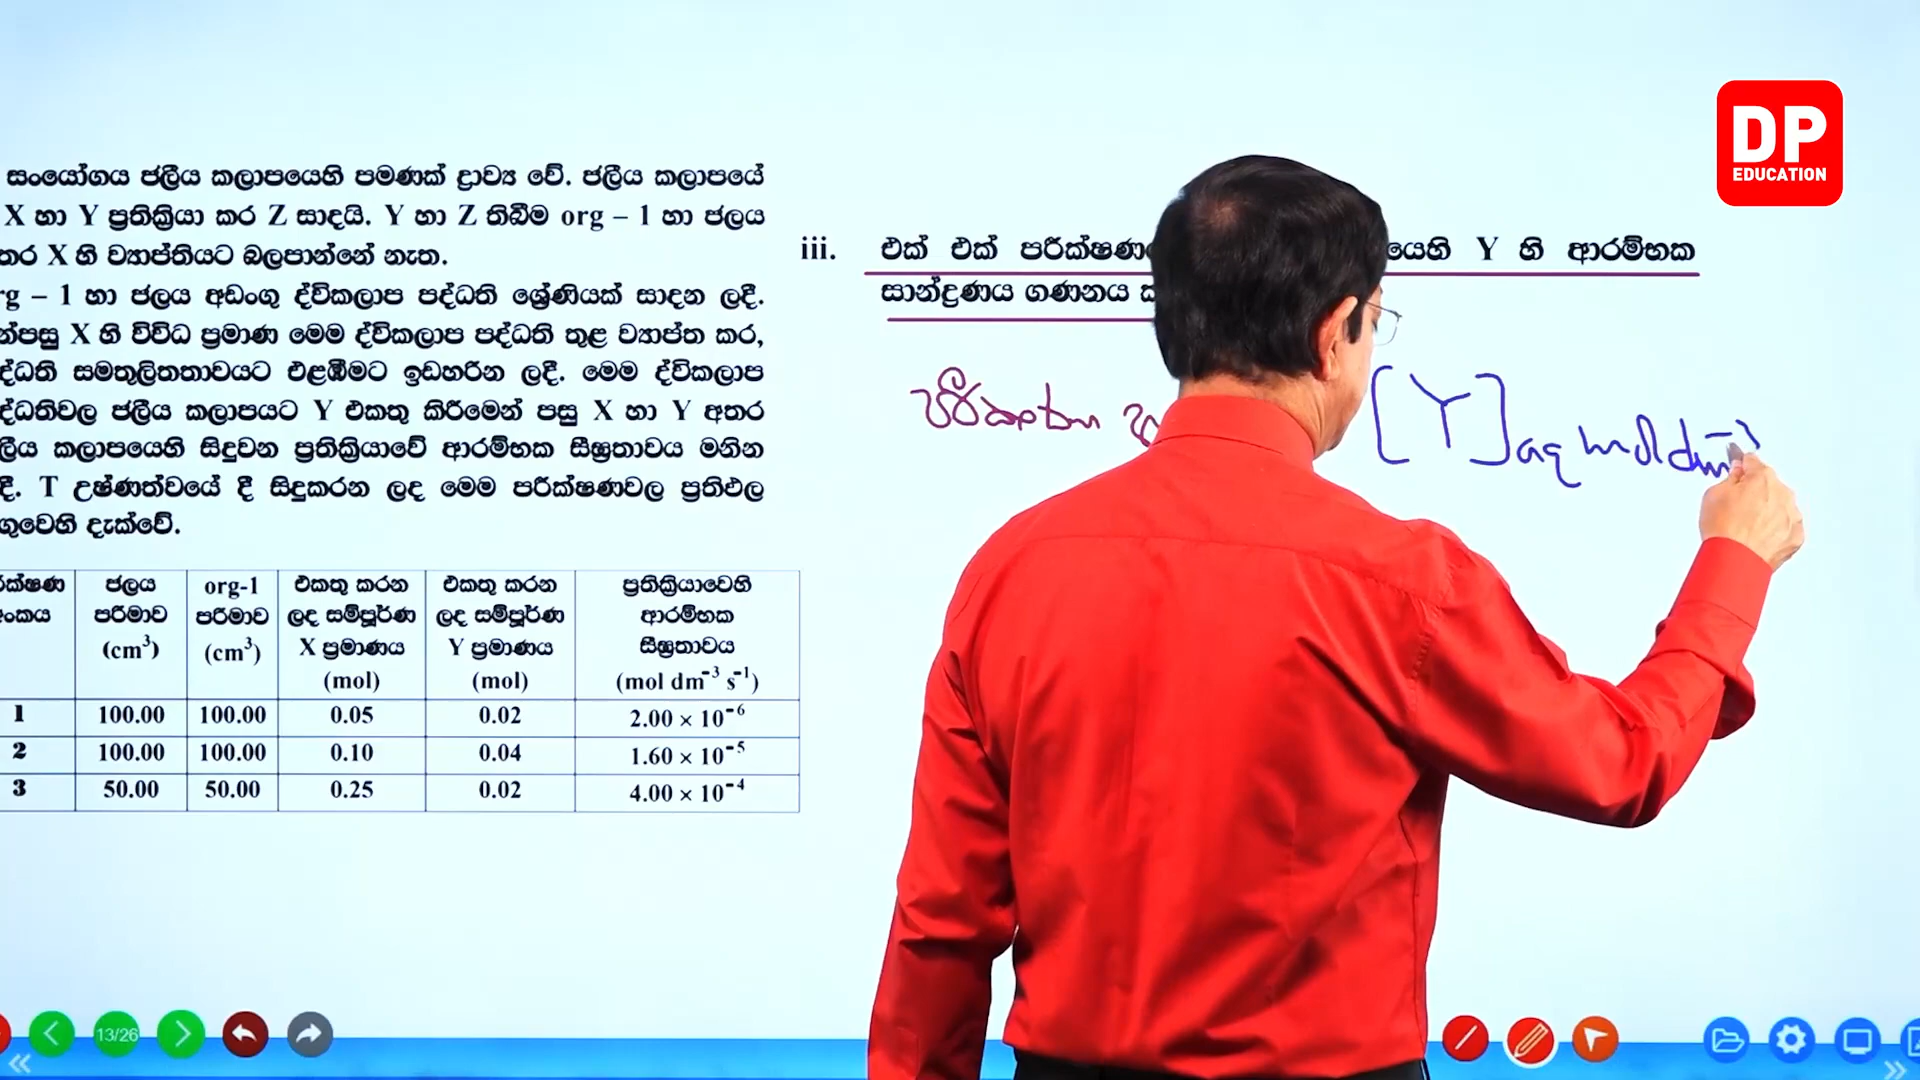 DP
EDUCATION
සංයෝගය ජලීය කලාපයෙහි පමණක් ද්‍රාව්‍ය වේ. ජලීය කලාපයේ
X හා Y ප්‍රතික්‍රියා කර Z සාදයි. Y හා Z තිබීම org – 1 හා ජලය
තර X හි ව්‍යාප්තියට බලපාන්නේ නැත.
rg – 1 හා ජලය අඩංගු ද්විකලාප පද්ධති ශ්‍රේණියක් සාදන ලදී.
න්පසු X හි විවිධ ප්‍රමාණ මෙම ද්විකලාප පද්ධති තුළ ව්‍යාප්ත කර,
ද්ධති සමතුලිතතාවයට එළඹීමට ඉඩහරින ලදී. මෙම ද්විකලාප
ද්ධතිවල ජලීය කලාපයට Y එකතු කිරීමෙන් පසු X හා Y අතර
ලීය කලාපයෙහි සිදුවන ප්‍රතික්‍රියාවේ ආරම්භක සීඝ්‍රතාවය මනින
දී. T උෂ්ණත්වයේ දී සිදුකරන ලද මෙම පරීක්ෂණවල ප්‍රතිඵල
ගුවෙහි දැක්වේ.
ජලය පරිමාව (cm³)
org-1 පරිමාව (cm³)
එකතු කරන ලද සම්පූර්ණ X ප්‍රමාණය (mol)
එකතු කරන ලද සම්පූර්ණ Y ප්‍රමාණය (mol)
ප්‍රතික්‍රියාවෙහි ආරම්භක සීඝ්‍රතාවය (mol dm⁻³ s⁻¹)
1 100.00 100.00 0.05 0.02 2.00 × 10⁻⁶
2 100.00 100.00 0.10 0.04 1.60 × 10⁻⁵
3 50.00 50.00 0.25 0.02 4.00 × 10⁻⁴
iii. එක් එක් පරීක්ෂණ යෙහි Y හි ආරම්භක
සාන්ද්‍රණය ගණනය ක
පරීක්ෂණ [Y]aq mol dm⁻³
13/26